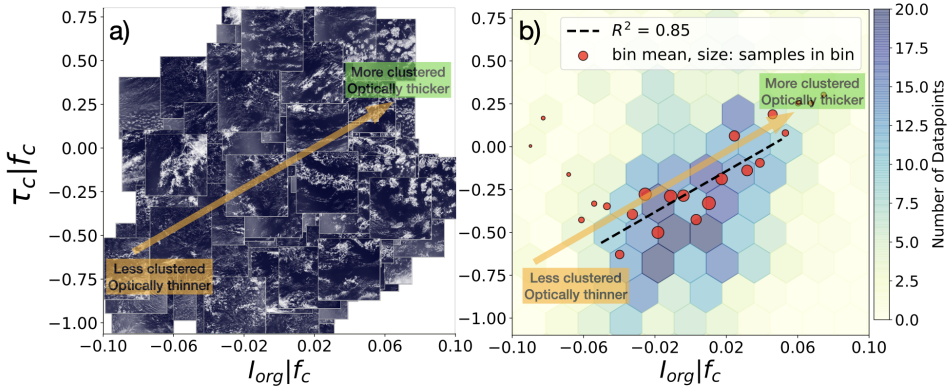 a)
More clustered
Optically thicker
Less clustered
Optically thinner
τc|fc
0.75
0.50
0.25
0.00
−0.25
−0.50
−0.75
−1.00
−0.10
−0.06
−0.02
0.02
0.06
0.10
Iorg|fc
b)
R² = 0.85
bin mean, size: samples in bin
More clustered
Optically thicker
Less clustered
Optically thinner
0.75
0.50
0.25
0.00
−0.25
−0.50
−0.75
−1.00
−0.10
−0.06
−0.02
0.02
0.06
0.10
Iorg|fc
20.0
17.5
15.0
12.5
10.0
7.5
5.0
2.5
0.0
Number of Datapoints